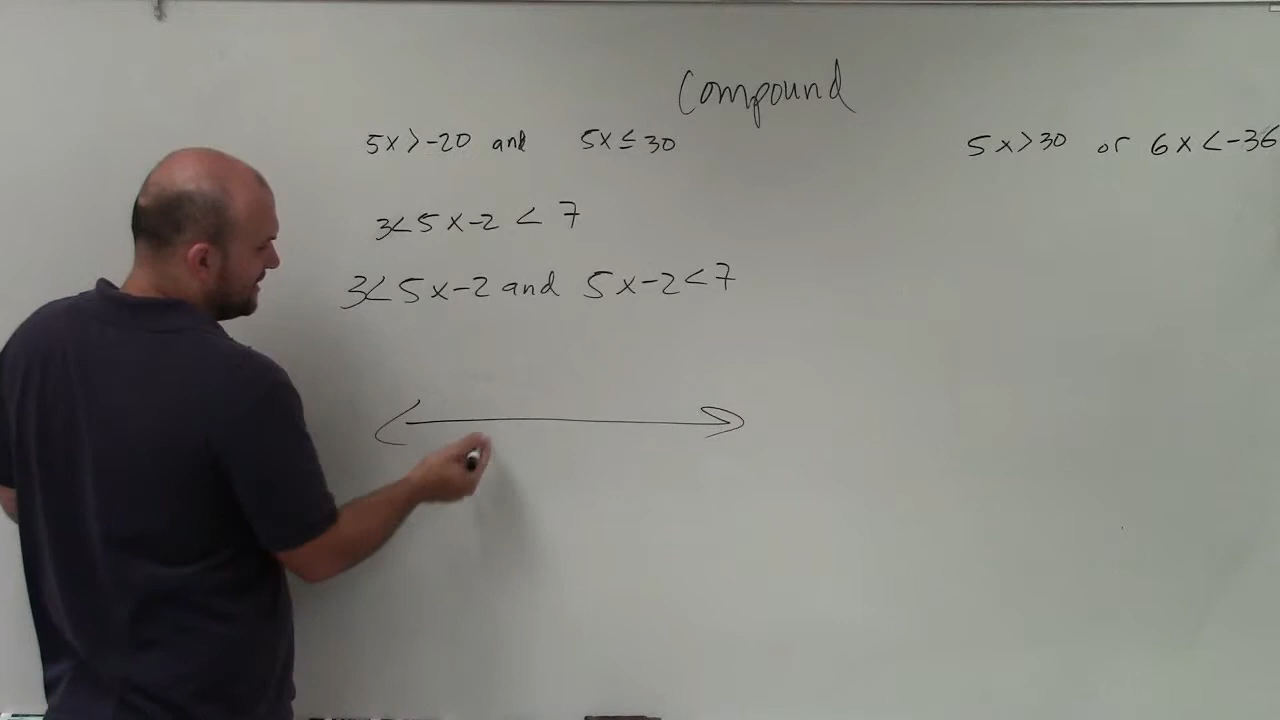 Compound
5x>-20 and 5x≤30
5x>30 or 6x<-36
3<5x-2<7
3<5x-2 and 5x-2<7